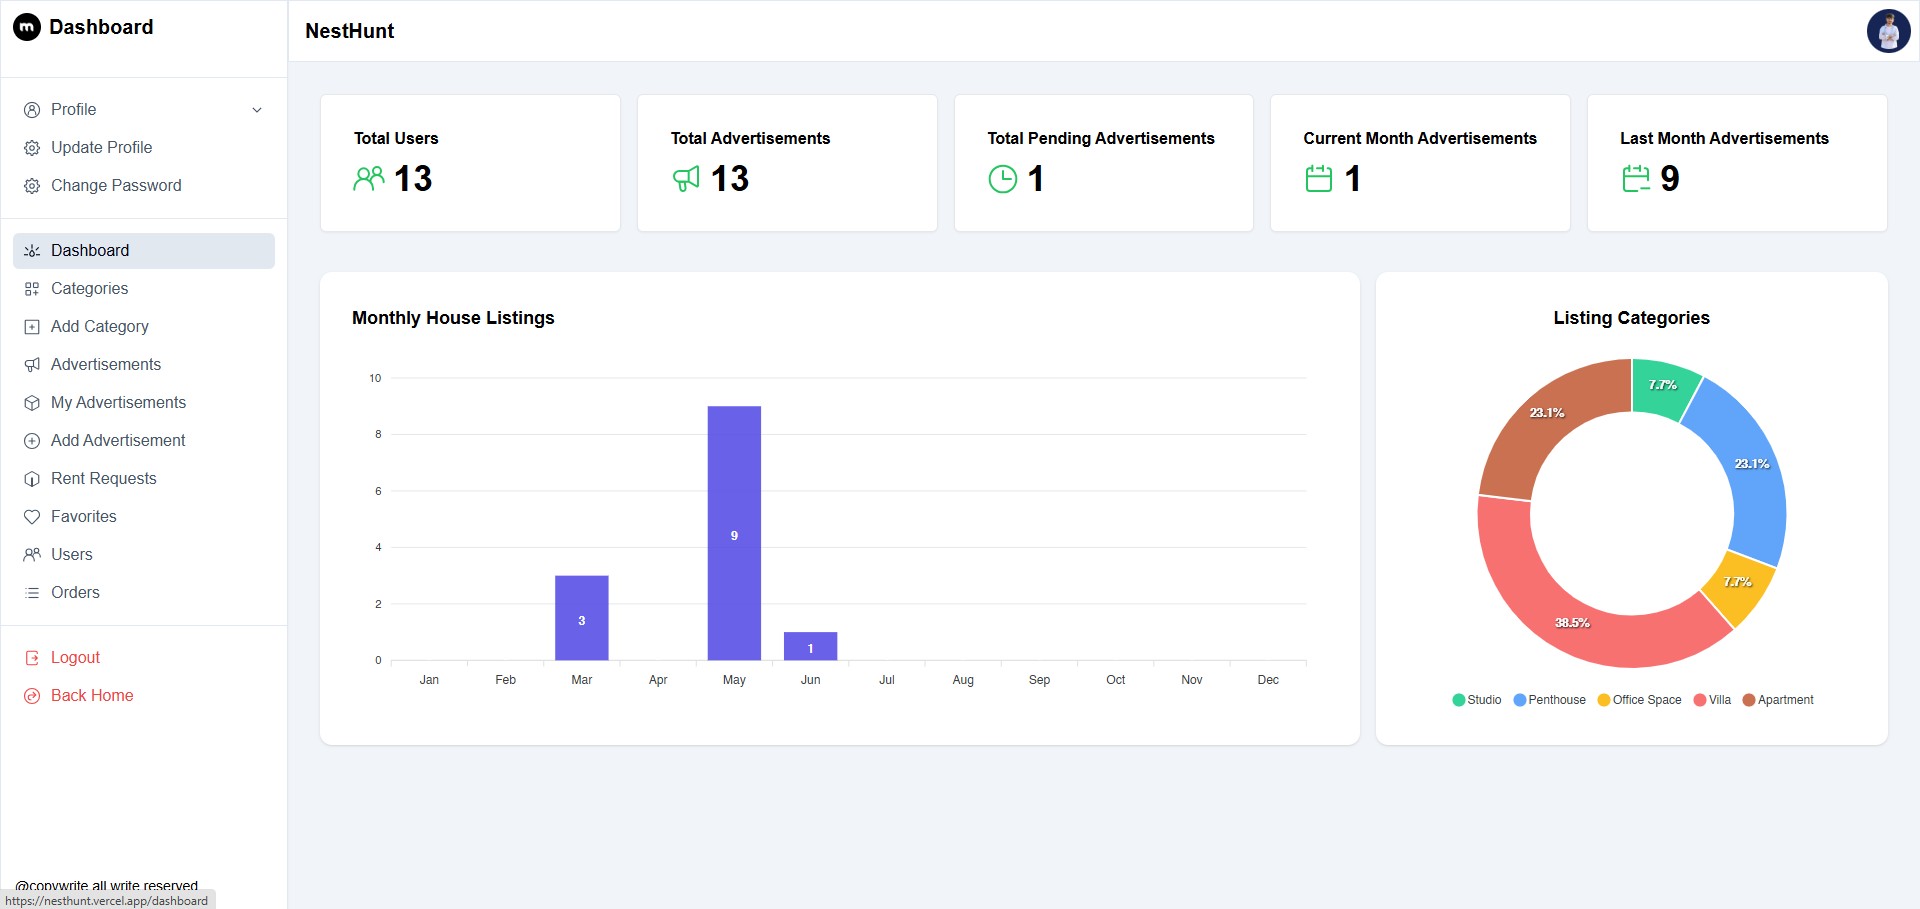 m Dashboard
NestHunt
Profile
Update Profile
Change Password
Dashboard
Categories
Add Category
Advertisements
My Advertisements
Add Advertisement
Rent Requests
Favorites
Users
Orders
Logout
Back Home
@copywrite all write reserved
https://nesthunt.vercel.app/dashboard
Total Users
13
Total Advertisements
13
Total Pending Advertisements
1
Current Month Advertisements
1
Last Month Advertisements
9
Monthly House Listings
10
8
6
4
2
0
3
9
1
Jan Feb Mar Apr May Jun Jul Aug Sep Oct Nov Dec
Listing Categories
7.7%
23.1%
23.1%
7.7%
38.5%
Studio Penthouse Office Space Villa Apartment